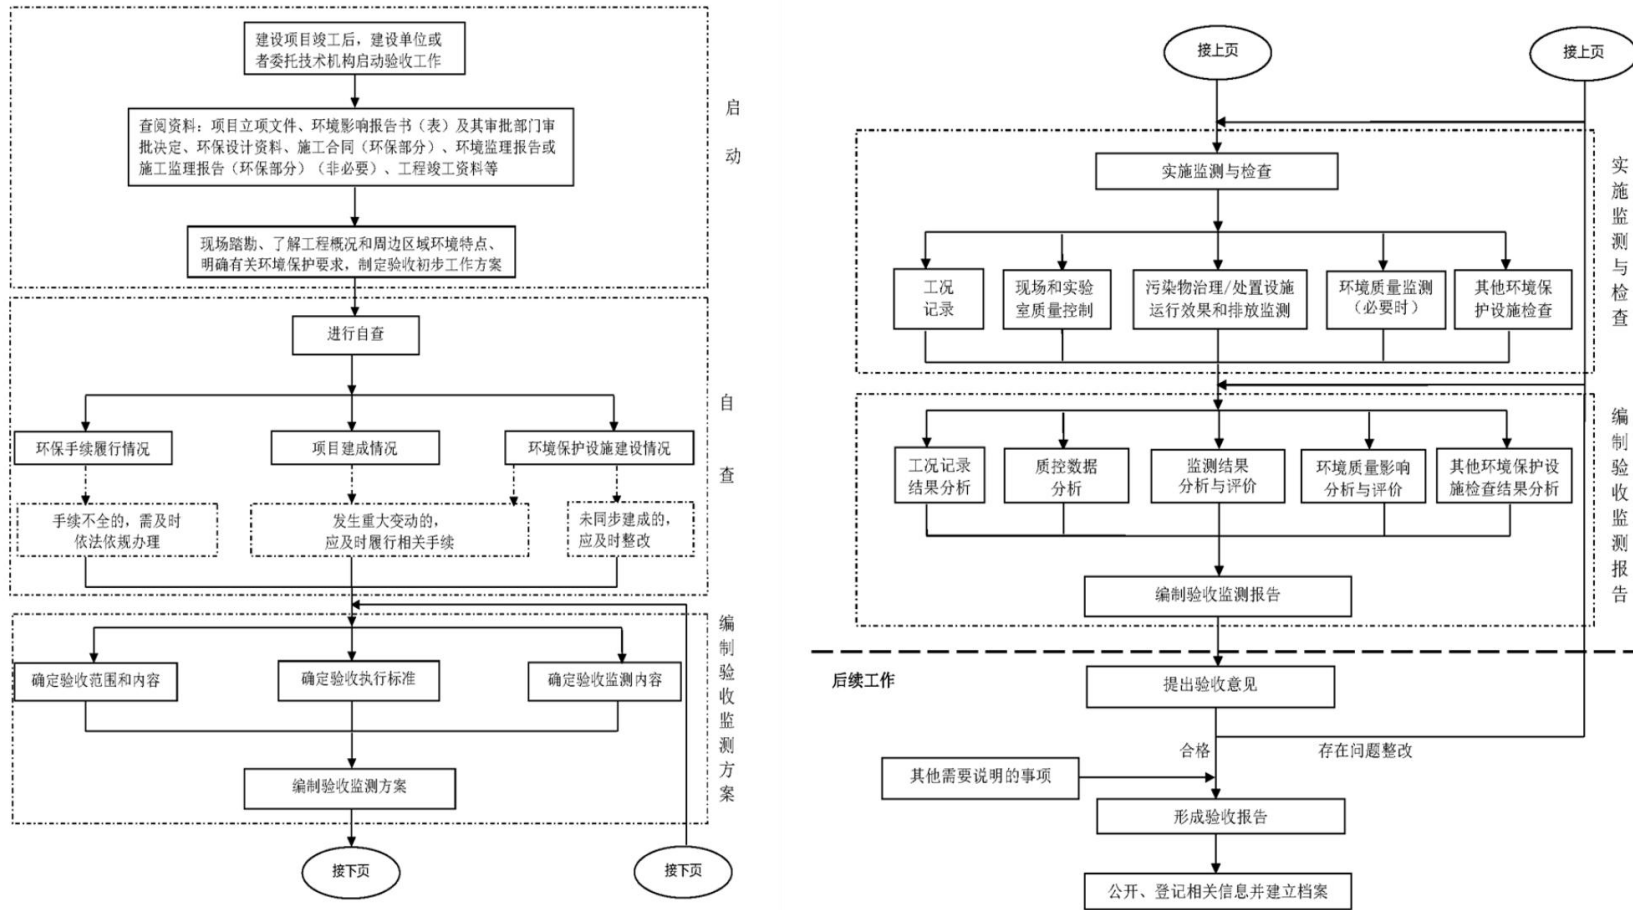 建设项目竣工后，建设单位或
者委托技术机构启动验收工作
查阅资料：项目立项文件、环境影响报告书（表）及其审批部门审
批决定、环保设计资料、施工合同（环保部分）、环境监理报告或
施工监理报告（环保部分）（非必要）、工程竣工资料等
现场踏勘、了解工程概况和周边区域环境特点、
明确有关环境保护要求，制定验收初步工作方案
启动
进行自查
环保手续履行情况
项目建成情况
环境保护设施建设情况
手续不全的，需及时
依法依规办理
发生重大变动的，
应及时履行相关手续
未同步建成的，
应及时整改
自查
确定验收范围和内容
确定验收执行标准
确定验收监测内容
编制验收监测方案
编制验收监测方案
接下页
接下页
接上页
接上页
实施监测与检查
工况
记录
现场和实验
室质量控制
污染物治理/处置设施
运行效果和排放监测
环境质量监测
（必要时）
其他环境保
护设施检查
实施监测与检查
工况记录
结果分析
质控数据
分析
监测结果
分析与评价
环境质量影响
分析与评价
其他环境保护设
施检查结果分析
编制验收监测报告
编制验收监测报告
后续工作
提出验收意见
合格
存在问题整改
其他需要说明的事项
形成验收报告
公开、登记相关信息并建立档案